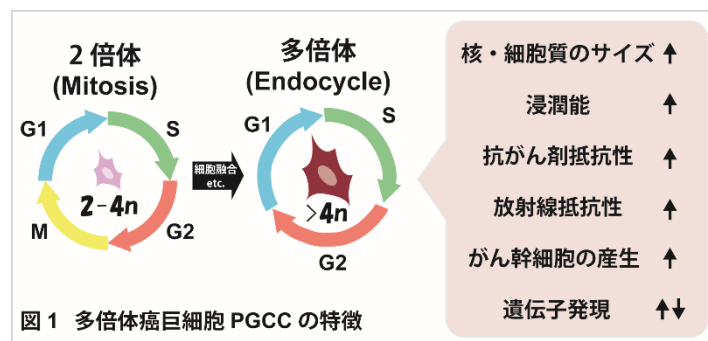 2倍体
(Mitosis)
G1
S
2-4n
M
G2
細胞融合
etc.
多倍体
(Endocycle)
G1
S
>4n
G2
核・細胞質のサイズ ↑
浸潤能 ↑
抗がん剤抵抗性 ↑
放射線抵抗性 ↑
がん幹細胞の産生 ↑
遺伝子発現 ↑↓
図1 多倍体癌巨細胞 PGCC の特徴